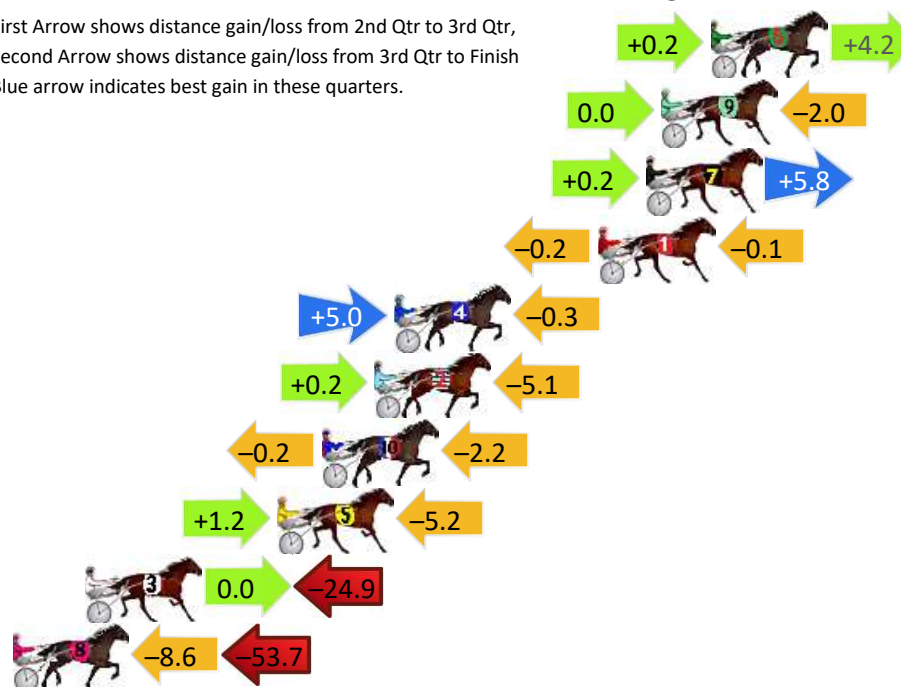 irst Arrow shows distance gain/loss from 2nd Qtr to 3rd Qtr,
econd Arrow shows distance gain/loss from 3rd Qtr to Finish
lue arrow indicates best gain in these quarters.
+0.2 6 +4.2
0.0 9 –2.0
+0.2 7 +5.8
–0.2 1 –0.1
+5.0 4 –0.3
+0.2 2 –5.1
–0.2 10 –2.2
+1.2 5 –5.2
3 0.0 –24.9
8 –8.6 –53.7